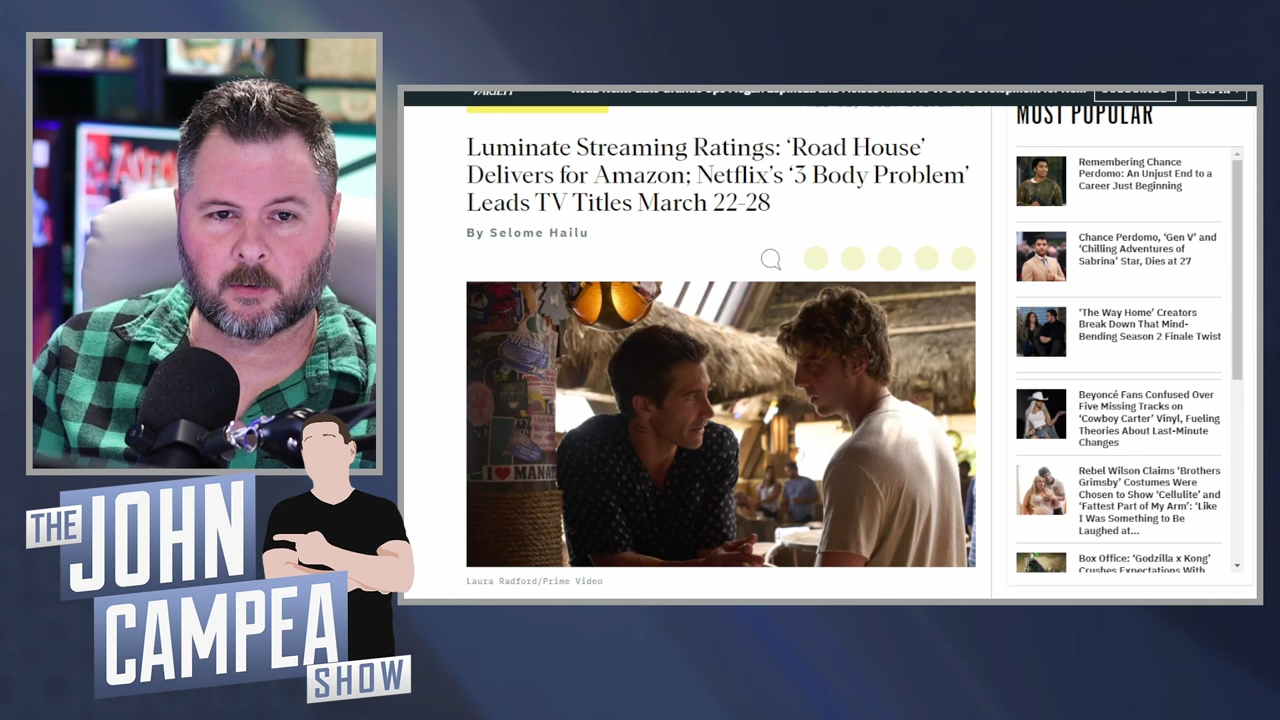 VARIETY
Luminate Streaming Ratings: ‘Road House’
Delivers for Amazon; Netflix’s ‘3 Body Problem’
Leads TV Titles March 22-28
By Selome Hailu
I ♥ MANAT
Laura Radford/Prime Video
MOST POPULAR
Remembering Chance
Perdomo: An Unjust End to a
Career Just Beginning
Chance Perdomo, ‘Gen V’ and
‘Chilling Adventures of
Sabrina’ Star, Dies at 27
‘The Way Home’ Creators
Break Down That Mind-
Bending Season 2 Finale Twist
Beyoncé Fans Confused Over
Five Missing Tracks on
‘Cowboy Carter’ Vinyl, Fueling
Theories About Last-Minute
Changes
Rebel Wilson Claims ‘Brothers
Grimsby’ Costumes Were
Chosen to Show ‘Cellulite’ and
‘Fattest Part of My Arm’: ‘Like
I Was Something to Be
Laughed at...
Box Office: ‘Godzilla x Kong’
Crushes Expectations With
THE
JOHN
CAMPEA
SHOW